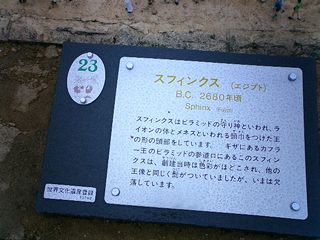 23
スフィンクス (エジプト)
B.C. 2680年頃
Sphinx
スフィンクスはピラミッドの守り神といわれ、ラ
イオンの体とメネスといわれる頭巾をつけた王
の形の頭部をしています。 ギザにあるカフラ
ー王のピラミッドの参道口にあるこのスフィン
クスは、創建当時は色彩がほどこされ、他の
王像と同じく髭がついていましたが、いまは欠
落しています。
世界文化遺産登録